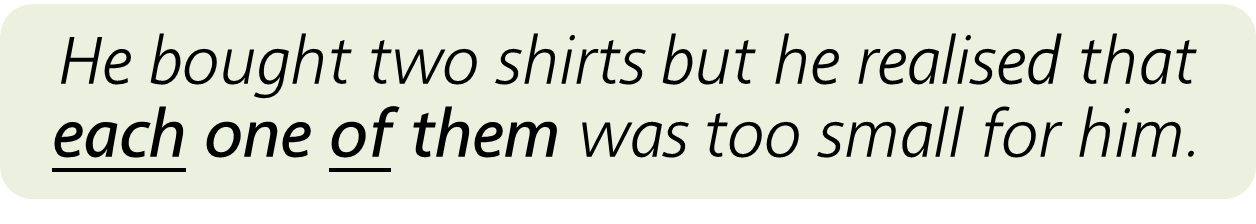 He bought two shirts but he realised that
each one of them was too small for him.